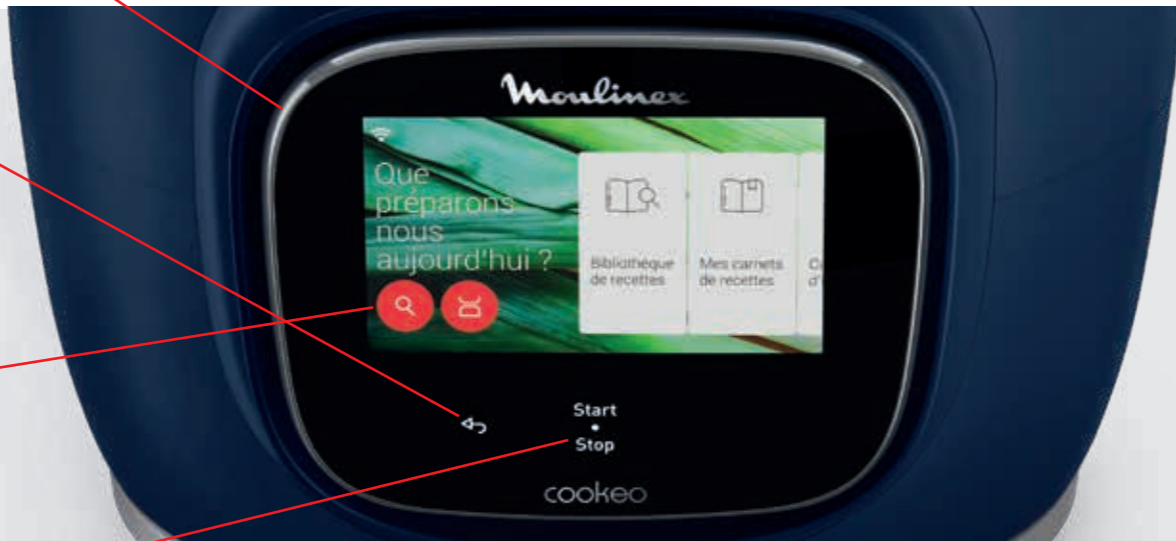 Moulinex
Que
préparons
nous
aujourd'hui ?
Bibliothèque
de recettes
Mes carnets
de recettes
Start
Stop
cookeo